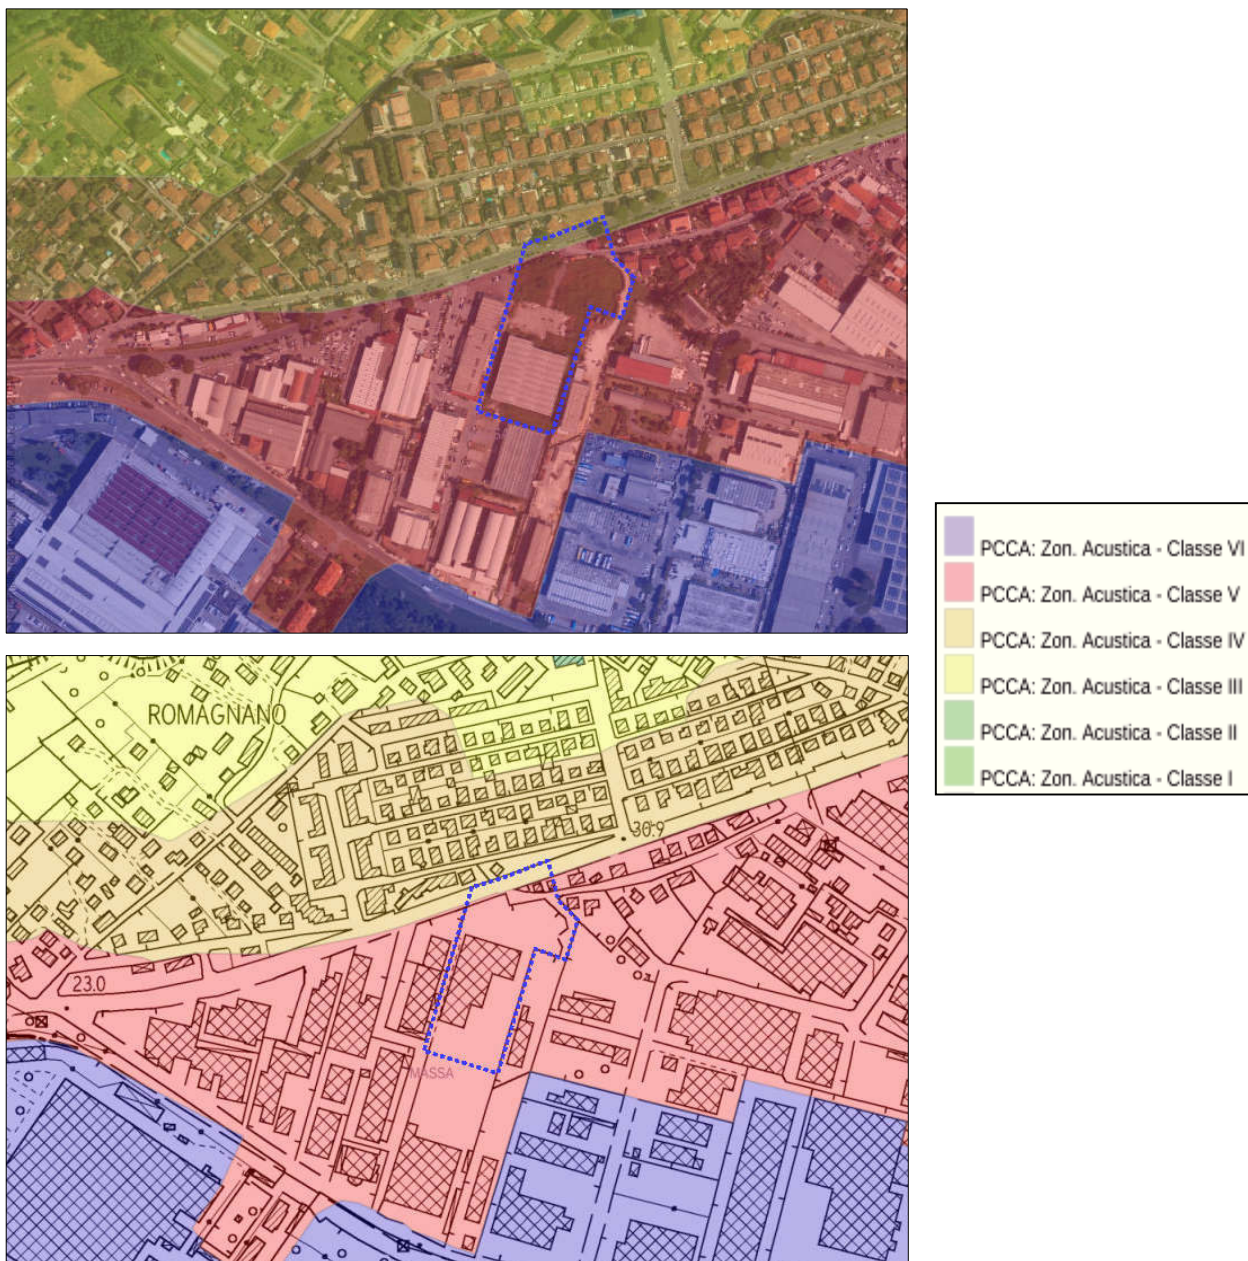 PCCA: Zon. Acustica - Classe VI
PCCA: Zon. Acustica - Classe V
PCCA: Zon. Acustica - Classe IV
PCCA: Zon. Acustica - Classe III
PCCA: Zon. Acustica - Classe II
PCCA: Zon. Acustica - Classe I
ROMAGNANO
30.9
23.0
MASSA